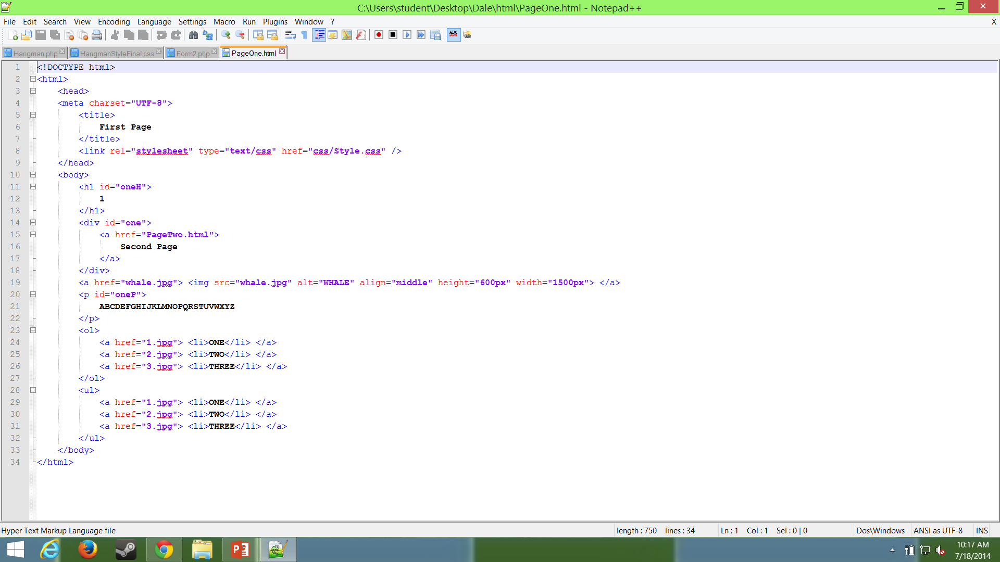 C:\Users\student\Desktop\Dale\html\PageOne.html - Notepad++
File Edit Search View Encoding Language Settings Macro Run Plugins Window ? X
ABC
Hangman.php HangmanStyleFinal.css Form2.php PageOne.html
1 <!DOCTYPE html>
2 <html>
3 <head>
4 <meta charset="UTF-8">
5 <title>
6 First Page
7 </title>
8 <link rel="stylesheet" type="text/css" href="css/Style.css" />
9 </head>
10 <body>
11 <h1 id="oneH">
12 1
13 </h1>
14 <div id="one">
15 <a href="PageTwo.html">
16 Second Page
17 </a>
18 </div>
19 <a href="whale.jpg"> <img src="whale.jpg" alt="WHALE" align="middle" height="600px" width="1500px"> </a>
20 <p id="oneP">
21 ABCDEFGHIJKLMNOPQRSTUVWXYZ
22 </p>
23 <ol>
24 <a href="1.jpg"> <li>ONE</li> </a>
25 <a href="2.jpg"> <li>TWO</li> </a>
26 <a href="3.jpg"> <li>THREE</li> </a>
27 </ol>
28 <ul>
29 <a href="1.jpg"> <li>ONE</li> </a>
30 <a href="2.jpg"> <li>TWO</li> </a>
31 <a href="3.jpg"> <li>THREE</li> </a>
32 </ul>
33 </body>
34 </html>
Hyper Text Markup Language file length : 750 lines : 34 Ln : 1 Col : 1 Sel : 0 | 0 Dos\Windows ANSI as UTF-8 INS
10:17 AM
7/18/2014